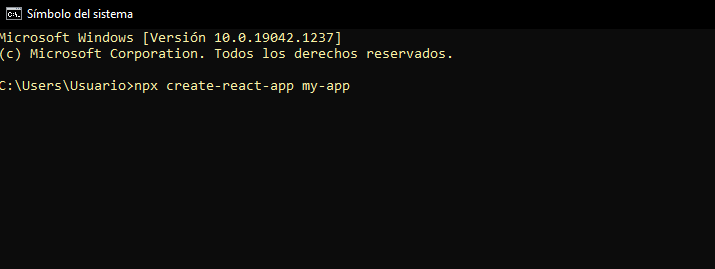 Símbolo del sistema
Microsoft Windows [Versión 10.0.19042.1237]
(c) Microsoft Corporation. Todos los derechos reservados.
C:\Users\Usuario>npx create-react-app my-app